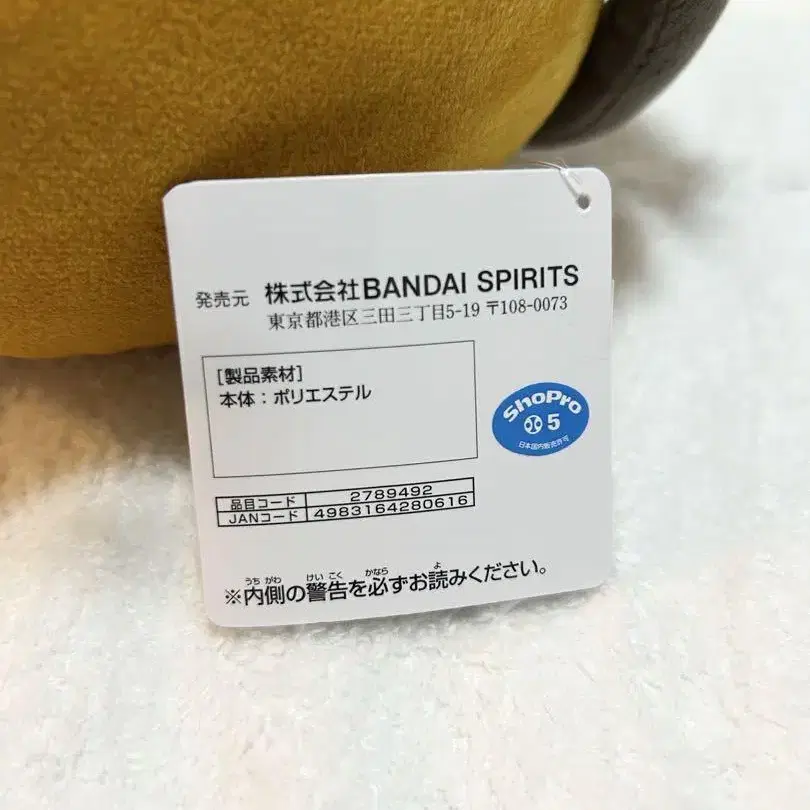 発売元 株式会社BANDAI SPIRITS
東京都港区三田三丁目5-19 〒108-0073
[製品素材]
本体：ポリエステル
ShoPro
5
日本国内販売許可
品目コード 2789492
JANコード 4983164280616
うち がわ けい こく かなら よ
※内側の警告を必ずお読みください。